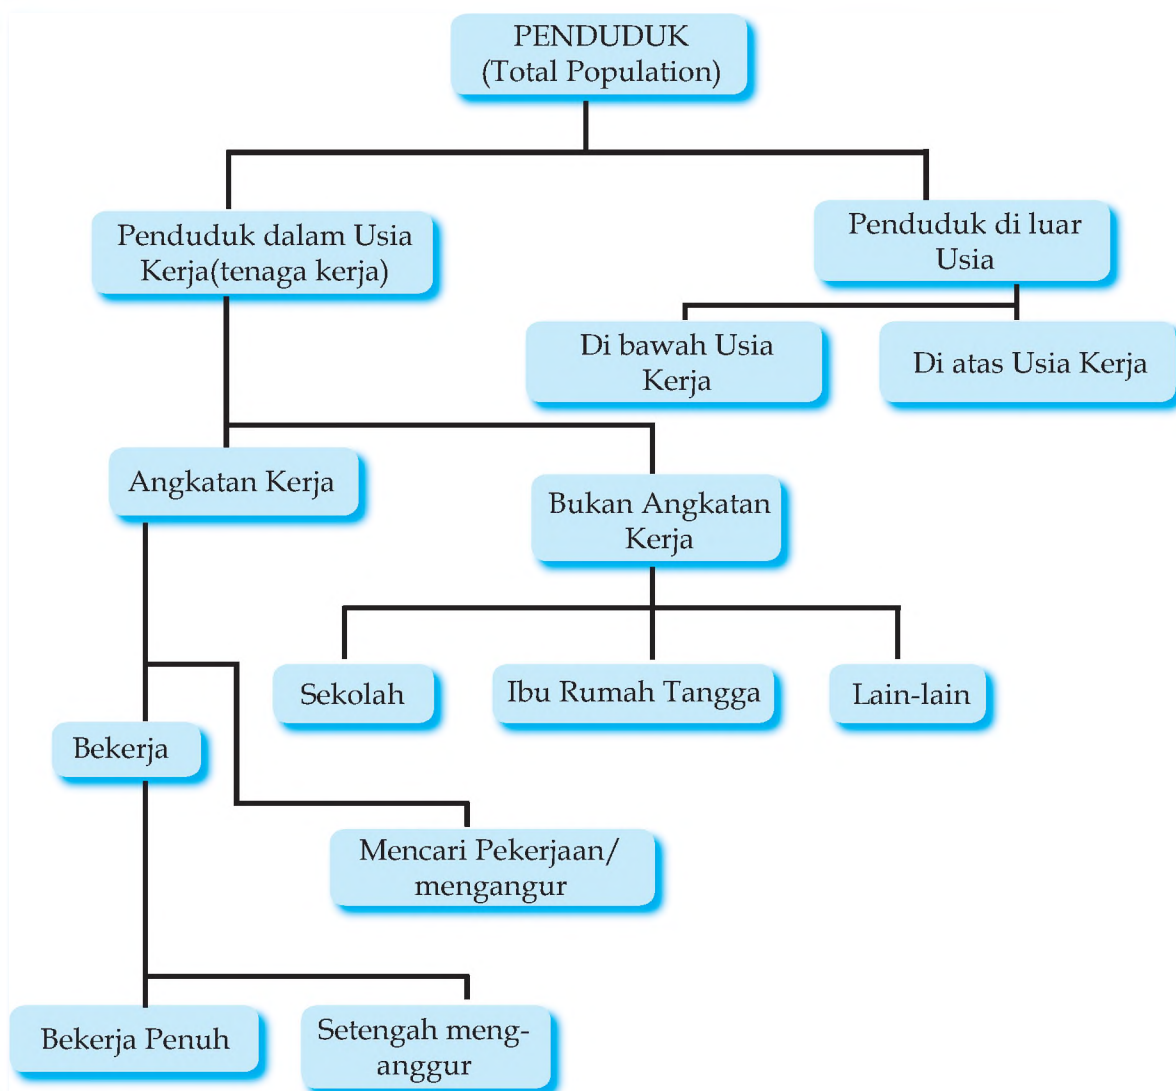 PENDUDUK
(Total Population)
Penduduk dalam Usia
Kerja(tenaga kerja)
Penduduk di luar
Usia
Di bawah Usia
Kerja
Di atas Usia Kerja
Angkatan Kerja
Bukan Angkatan
Kerja
Sekolah
Ibu Rumah Tangga
Lain-lain
Bekerja
Mencari Pekerjaan/
mengangur
Bekerja Penuh
Setengah meng-
anggur